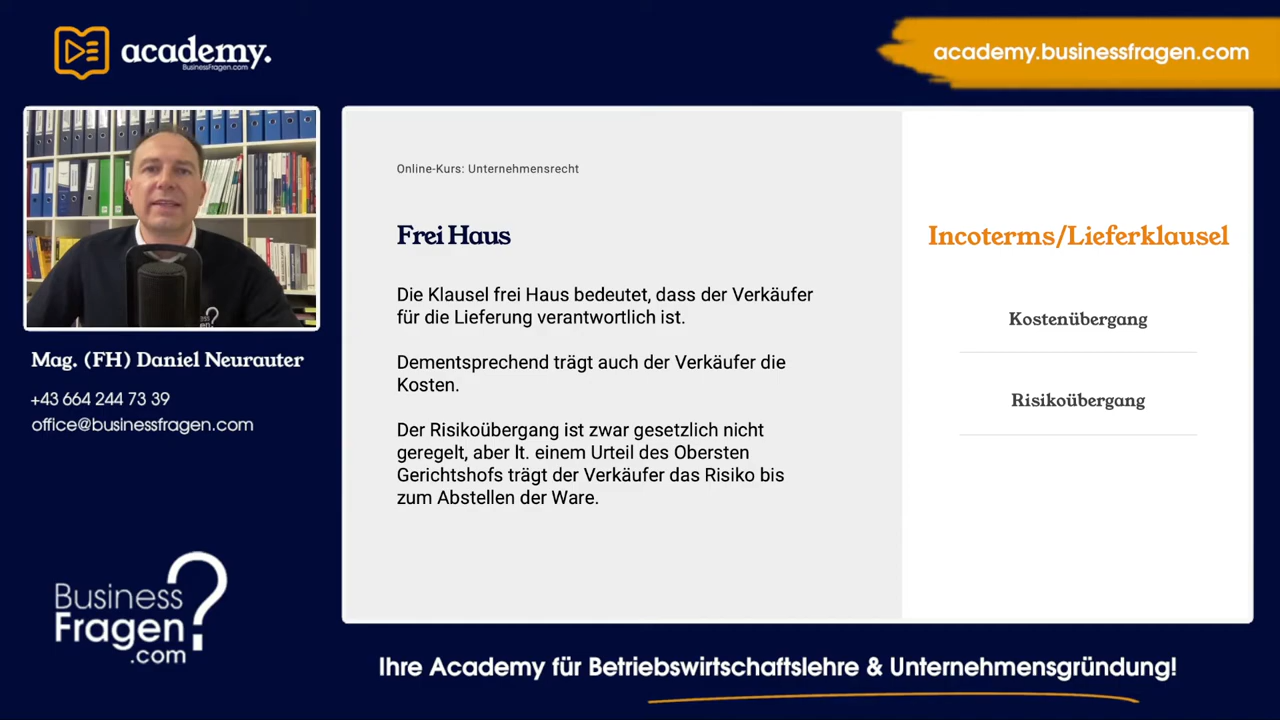 academy.
BusinessFragen.com
academy.businessfragen.com
Online-Kurs: Unternehmensrecht
Frei Haus
Die Klausel frei Haus bedeutet, dass der Verkäufer
für die Lieferung verantwortlich ist.
Dementsprechend trägt auch der Verkäufer die
Kosten.
Der Risikoübergang ist zwar gesetzlich nicht
geregelt, aber lt. einem Urteil des Obersten
Gerichtshofs trägt der Verkäufer das Risiko bis
zum Abstellen der Ware.
Incoterms/Lieferklausel
Kostenübergang
Risikoübergang
Mag. (FH) Daniel Neurauter
+43 664 244 73 39
office@businessfragen.com
Business
Fragen?
.com
Ihre Academy für Betriebswirtschaftslehre & Unternehmensgründung!